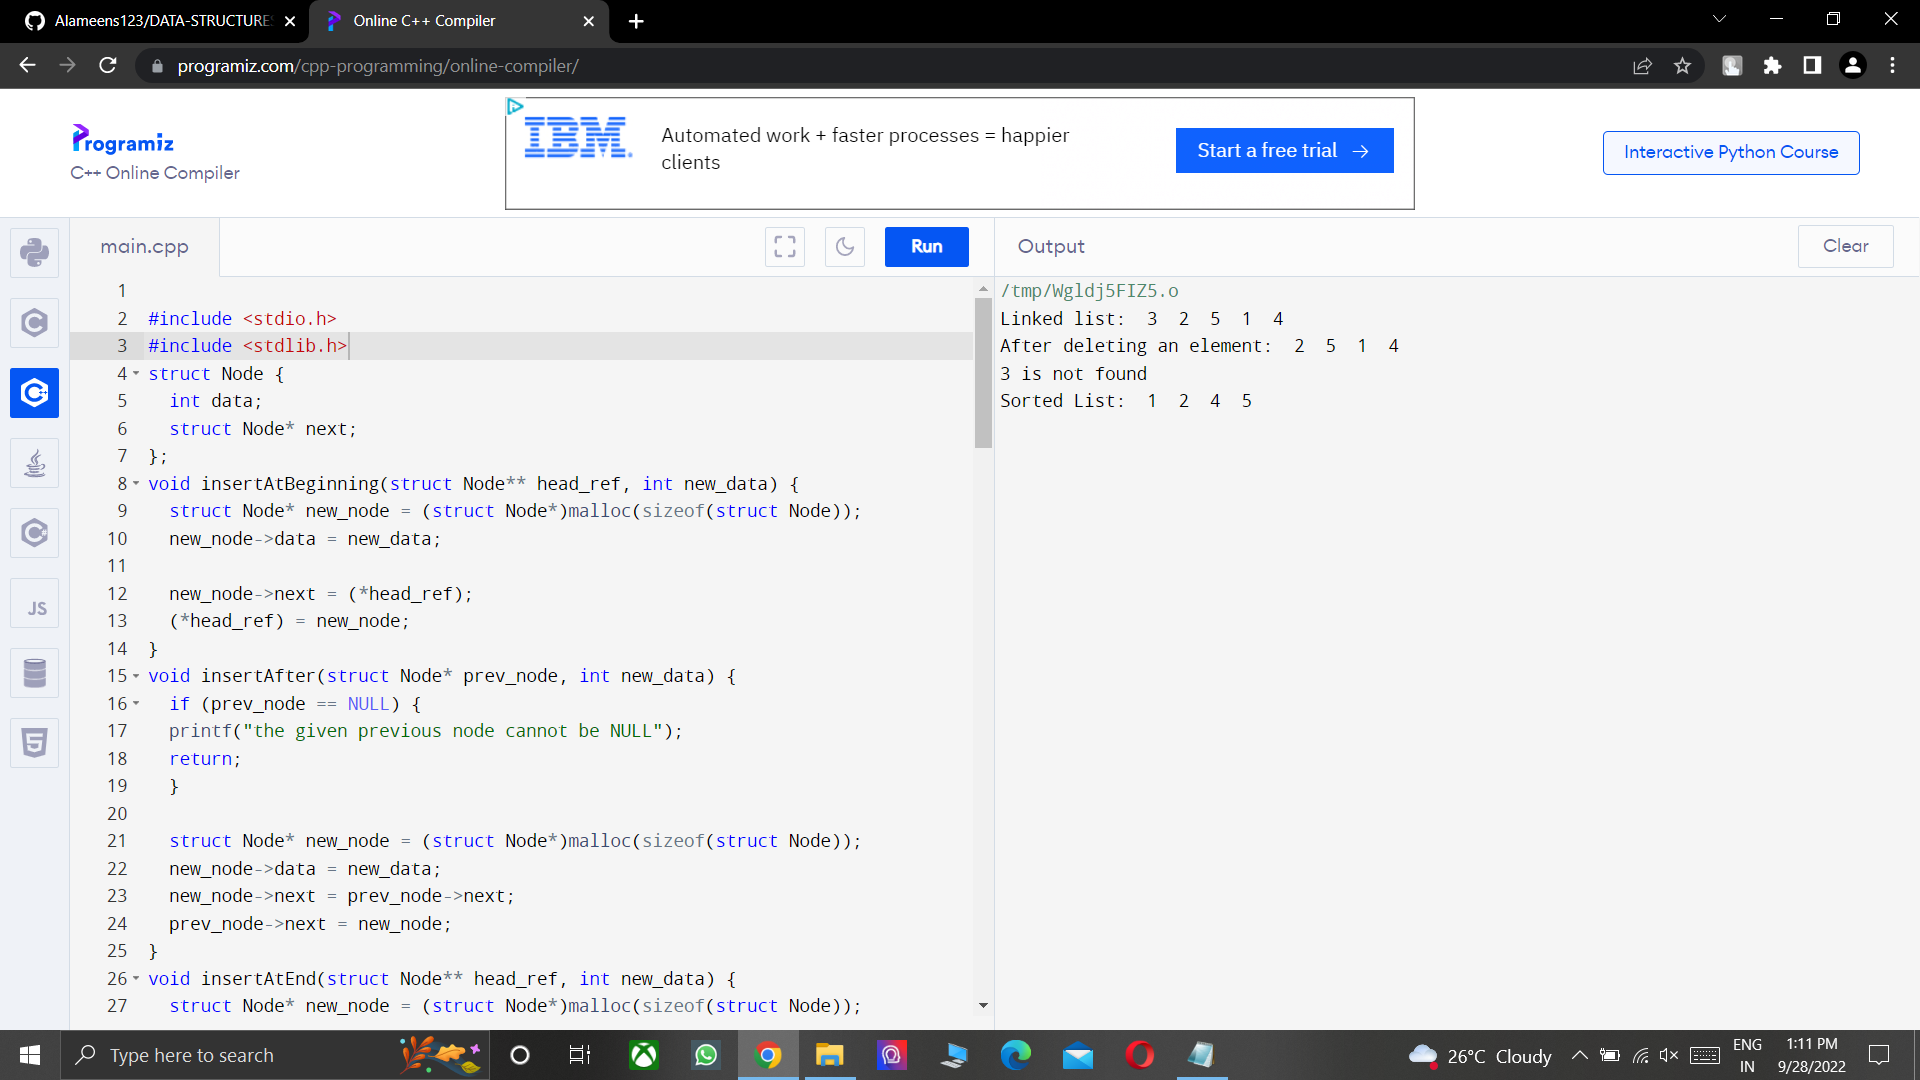 Alameens123/DATA-STRUCTURES
Online C++ Compiler
programiz.com/cpp-programming/online-compiler/
Programiz
C++ Online Compiler
IBM.
Automated work + faster processes = happier
clients
Start a free trial →
Interactive Python Course
main.cpp
Run
Output
Clear
1
2 #include <stdio.h>
3 #include <stdlib.h>
4 struct Node {
5   int data;
6   struct Node* next;
7 };
8 void insertAtBeginning(struct Node** head_ref, int new_data) {
9   struct Node* new_node = (struct Node*)malloc(sizeof(struct Node));
10   new_node->data = new_data;
11
12   new_node->next = (*head_ref);
13   (*head_ref) = new_node;
14 }
15 void insertAfter(struct Node* prev_node, int new_data) {
16   if (prev_node == NULL) {
17   printf("the given previous node cannot be NULL");
18   return;
19   }
20
21   struct Node* new_node = (struct Node*)malloc(sizeof(struct Node));
22   new_node->data = new_data;
23   new_node->next = prev_node->next;
24   prev_node->next = new_node;
25 }
26 void insertAtEnd(struct Node** head_ref, int new_data) {
27   struct Node* new_node = (struct Node*)malloc(sizeof(struct Node));
/tmp/Wgldj5FIZ5.o
Linked list:  3  2  5  1  4
After deleting an element:  2  5  1  4
3 is not found
Sorted List:  1  2  4  5
JS
Type here to search
26°C Cloudy
ENG
IN
1:11 PM
9/28/2022